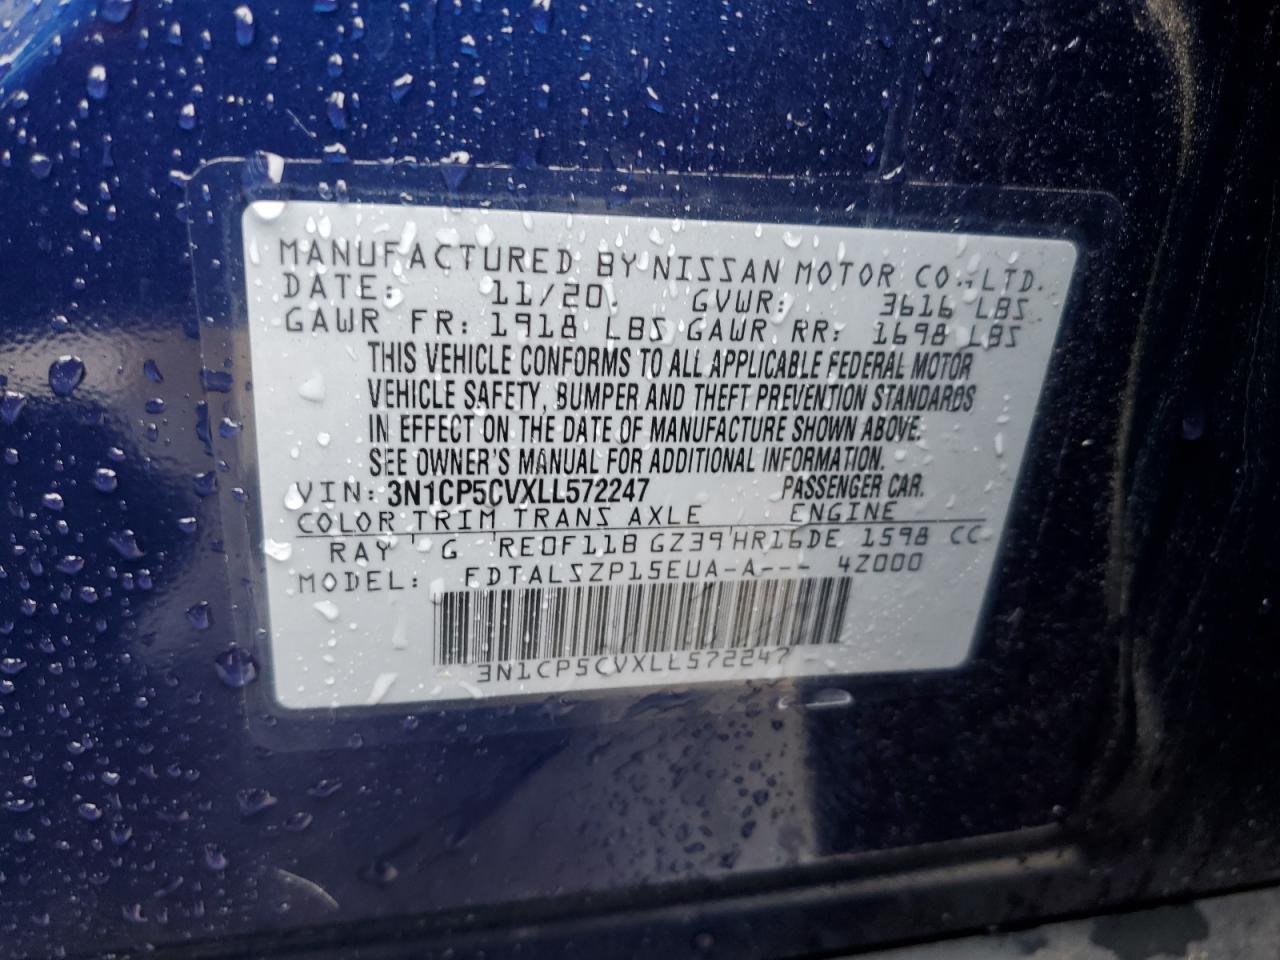 MANUFACTURED BY NISSAN MOTOR CO., LTD.
DATE: 11/20. GVWR: 3616 LBS
GAWR FR: 1918 LBS GAWR RR: 1698 LBS
THIS VEHICLE CONFORMS TO ALL APPLICABLE FEDERAL MOTOR
VEHICLE SAFETY, BUMPER AND THEFT PREVENTION STANDARDS
IN EFFECT ON THE DATE OF MANUFACTURE SHOWN ABOVE.
SEE OWNER'S MANUAL FOR ADDITIONAL INFORMATION.
VIN: 3N1CP5CVXLL572247 PASSENGER CAR.
COLOR TRIM TRANS AXLE ENGINE
RAY G RE0F11B GZ39 HR16DE 1598 CC
MODEL: FDTALSZP15EUA-A--- 4Z000
3N1CP5CVXLL572247